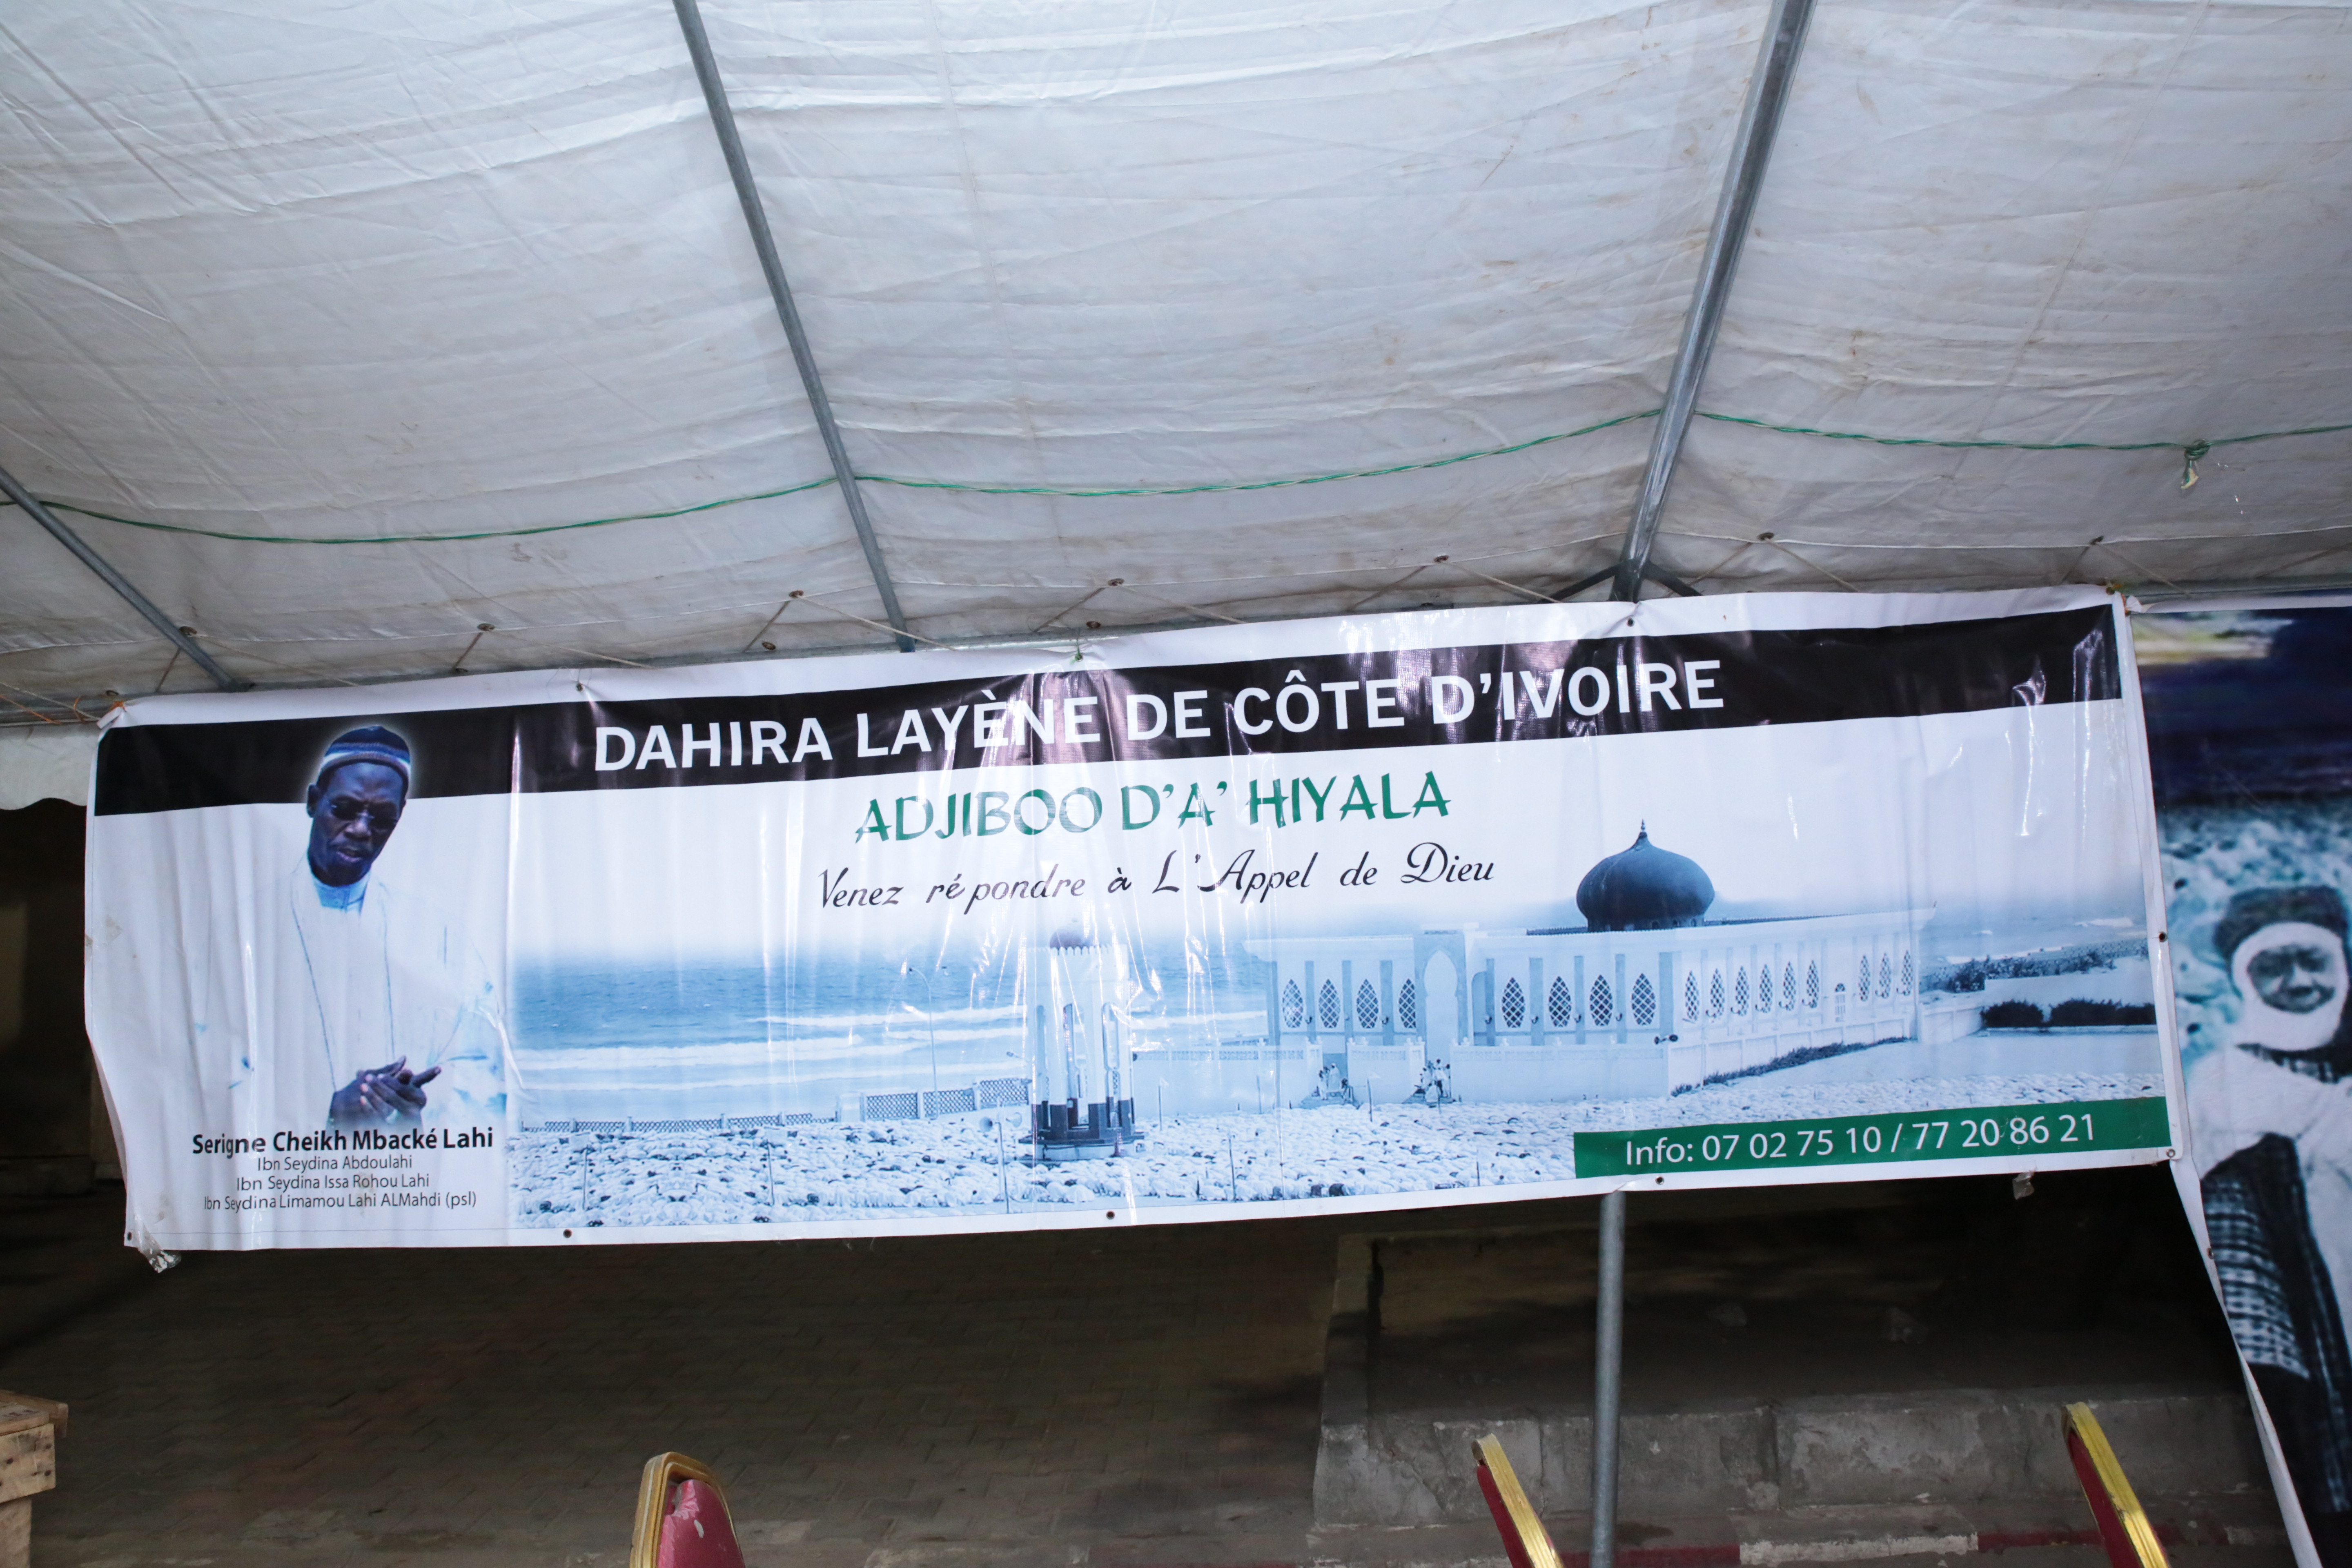 DAHIRA LAYÈNE DE CÔTE D'IVOIRE
ADJIBOO D'A' HIYALA
Venez répondre à L'Appel de Dieu
Serigne Cheikh Mbacké Lahi
Ibn Seydina Abdoulahi
Ibn Seydina Issa Rohou Lahi
Ibn Seydina Limamou Lahi ALMahdi (psl)
Info: 07 02 75 10 / 77 20 86 21